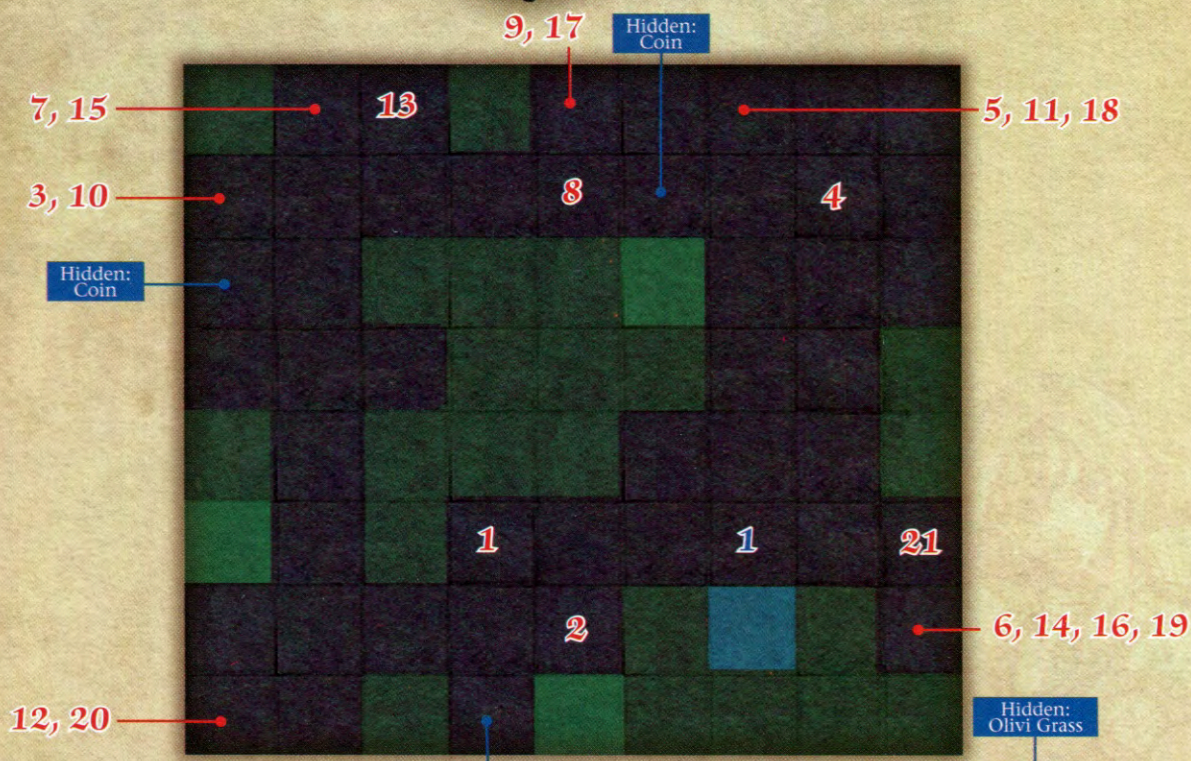 9, 17
Hidden:
Coin
7, 15
13
5, 11, 18
3, 10
8
4
Hidden:
Coin
1
1
21
2
6, 14, 16, 19
12, 20
Hidden:
Olivi Grass